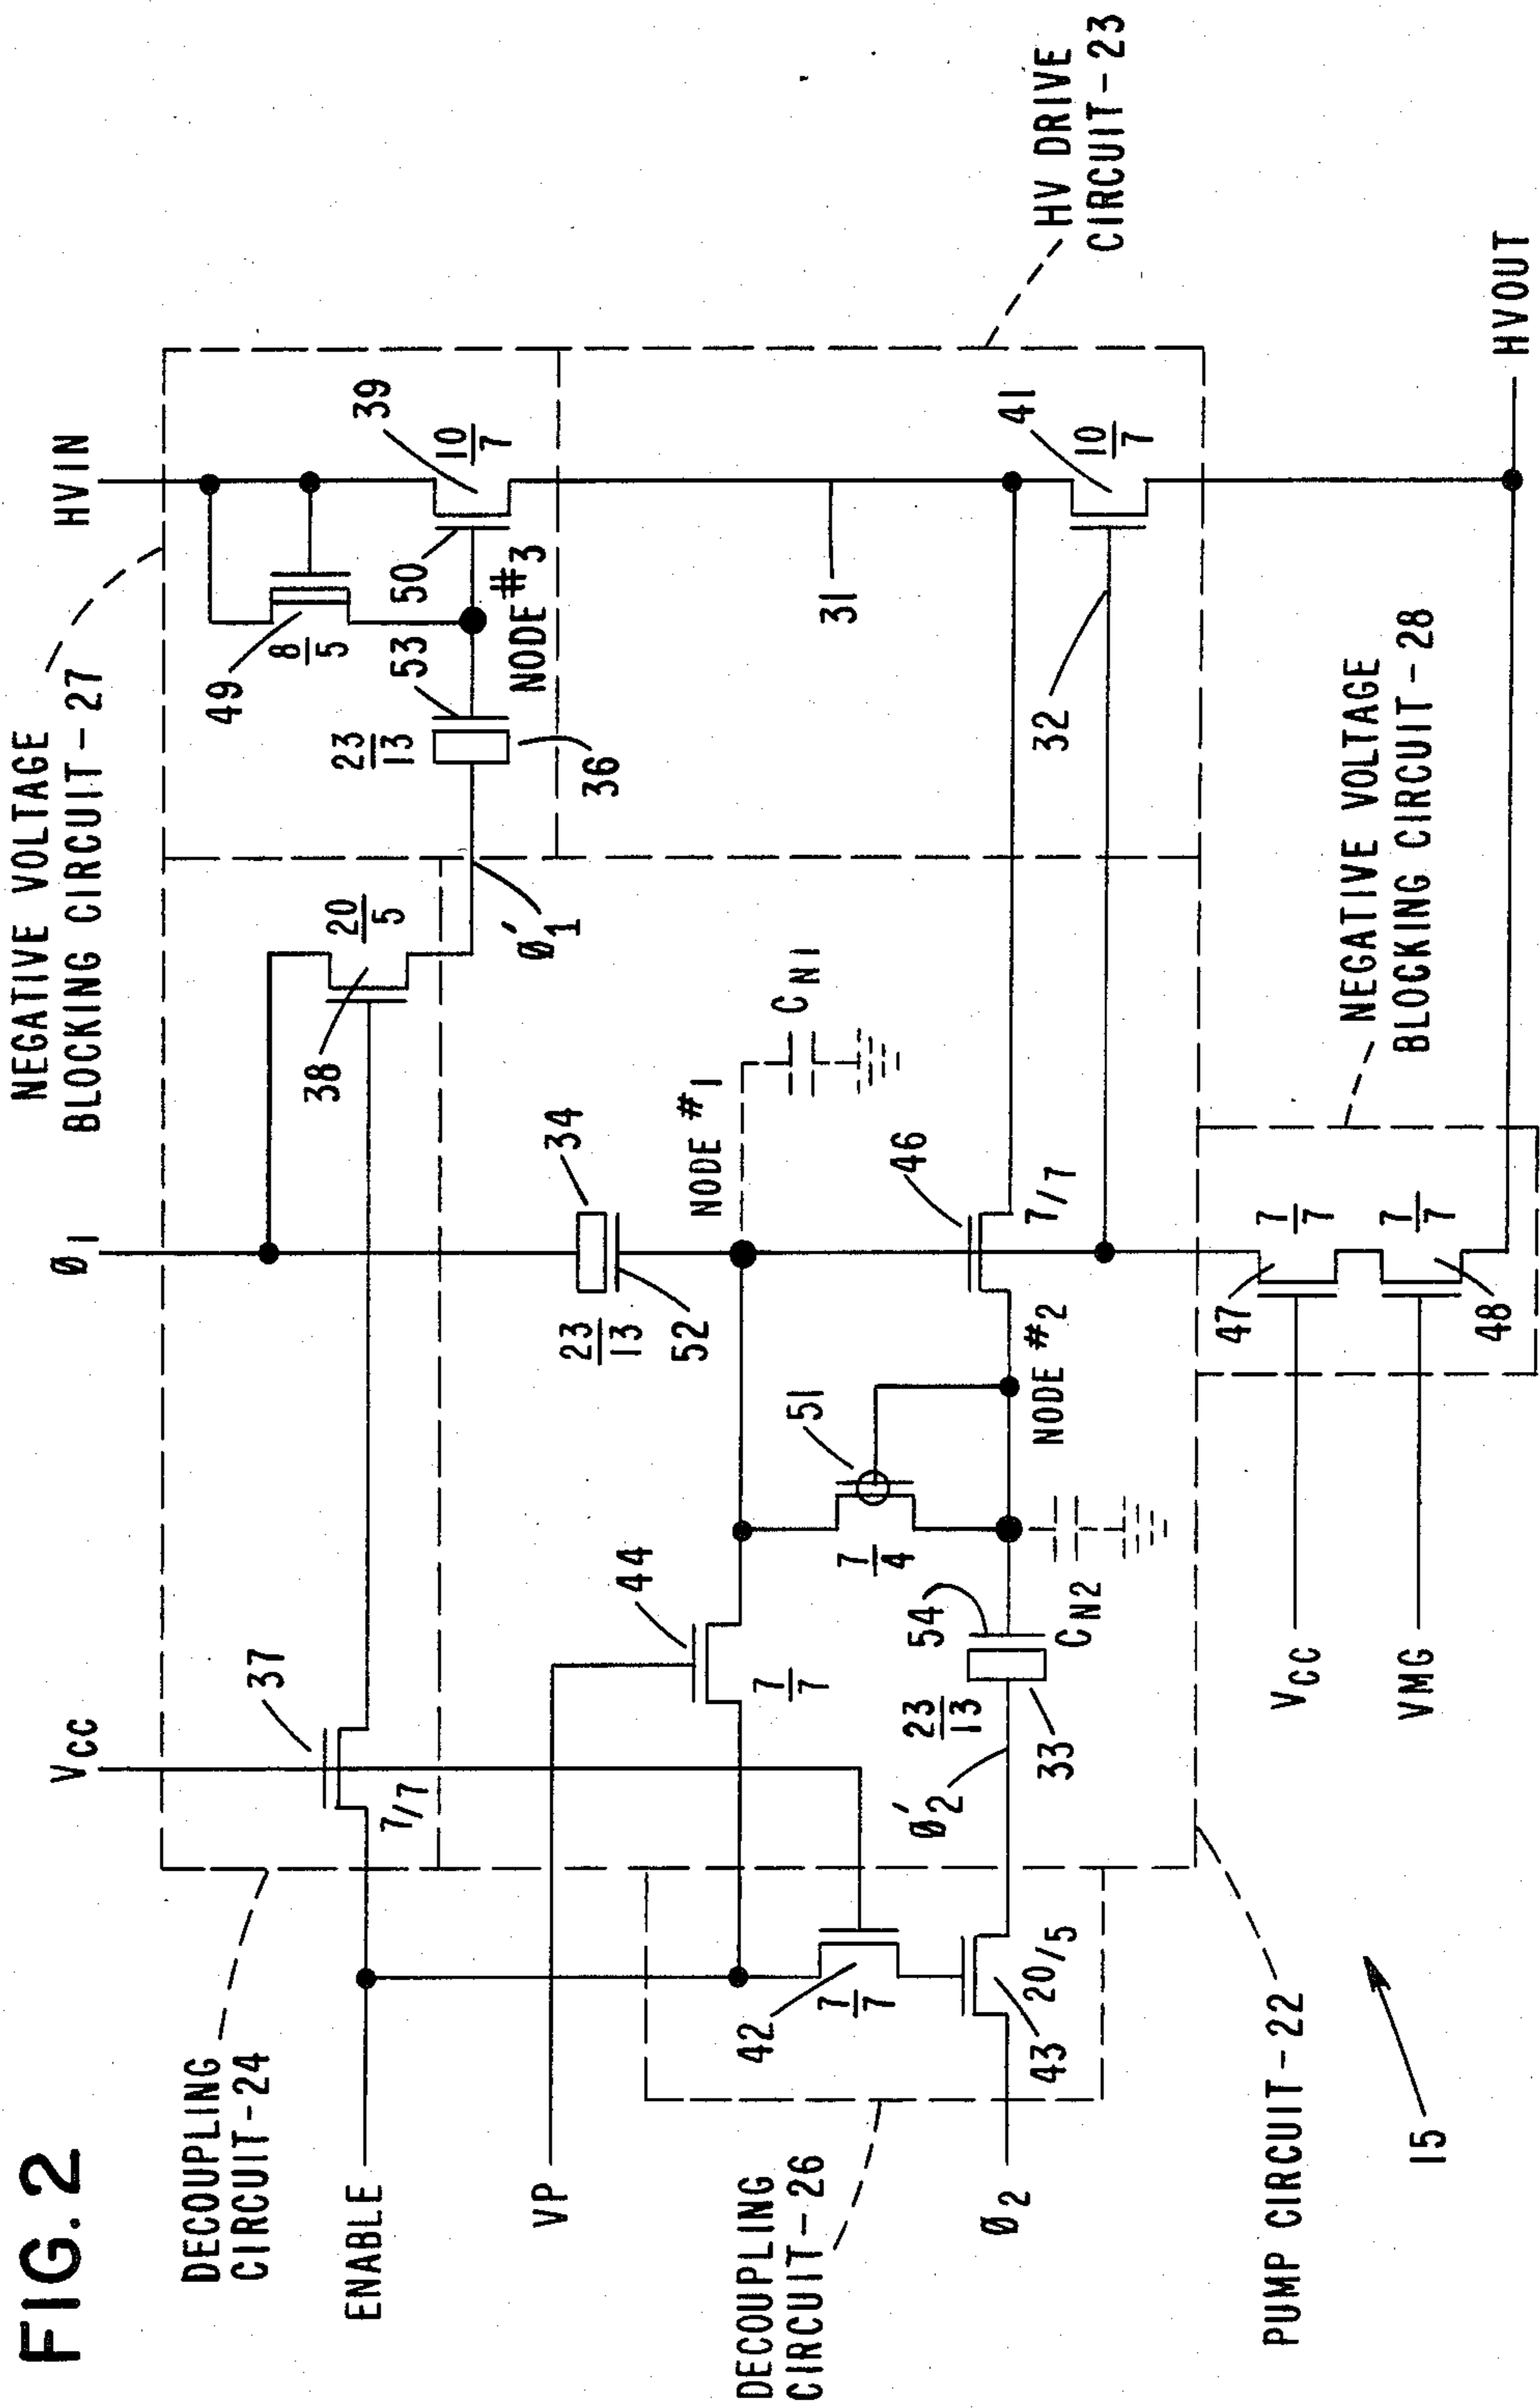 FIG. 2
NEGATIVE VOLTAGE
BLOCKING CIRCUIT-27
DECOUPLING
CIRCUIT-24
VCC
Ø1
HVIN
ENABLE
VP
DECOUPLING
CIRCUIT-26
Ø2
PUMP CIRCUIT-22
15
37
7/7
38
20/5
49
8/5
50
39
10/7
53
23/13
36
NODE #3
Ø'1
HV DRIVE
CIRCUIT-23
34
23/13
52
NODE #1
CN1
31
44
7/7
51
7/4
46
7/7
NODE #2
32
41
10/7
42
7/7
43
20/5
Ø'2
23/13
33
54
CN2
47
7/7
48
7/7
VCC
VMG
NEGATIVE VOLTAGE
BLOCKING CIRCUIT-28
HVOUT